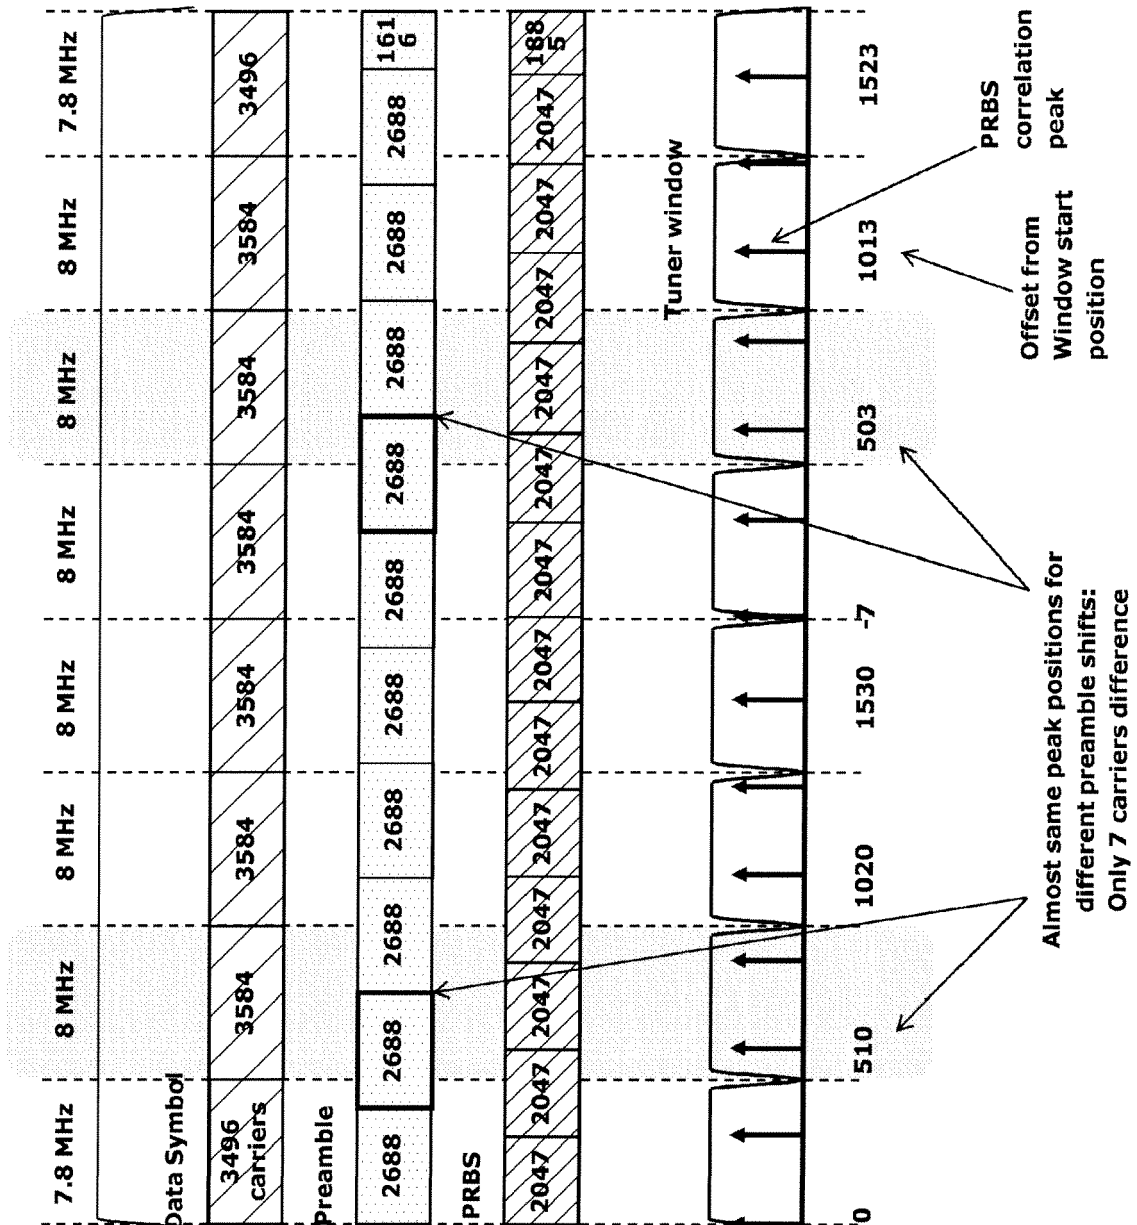 7.8 MHz 8 MHz 8 MHz 8 MHz 8 MHz 8 MHz 8 MHz 7.8 MHz
Data Symbol
3496 3584 3584 3584 3584 3584 3584 3496
carriers
Preamble
2688 2688 2688 2688 2688 2688 2688 2688 2688 2688 161
6
PRBS
2047 2047 2047 2047 2047 2047 2047 2047 2047 2047 2047 2047 2047 188
5
Tuner window
0 510 1020 1530 -7 503 1013 1523
Almost same peak positions for
different preamble shifts:
Only 7 carriers difference
Offset from
Window start
position
PRBS
correlation
peak